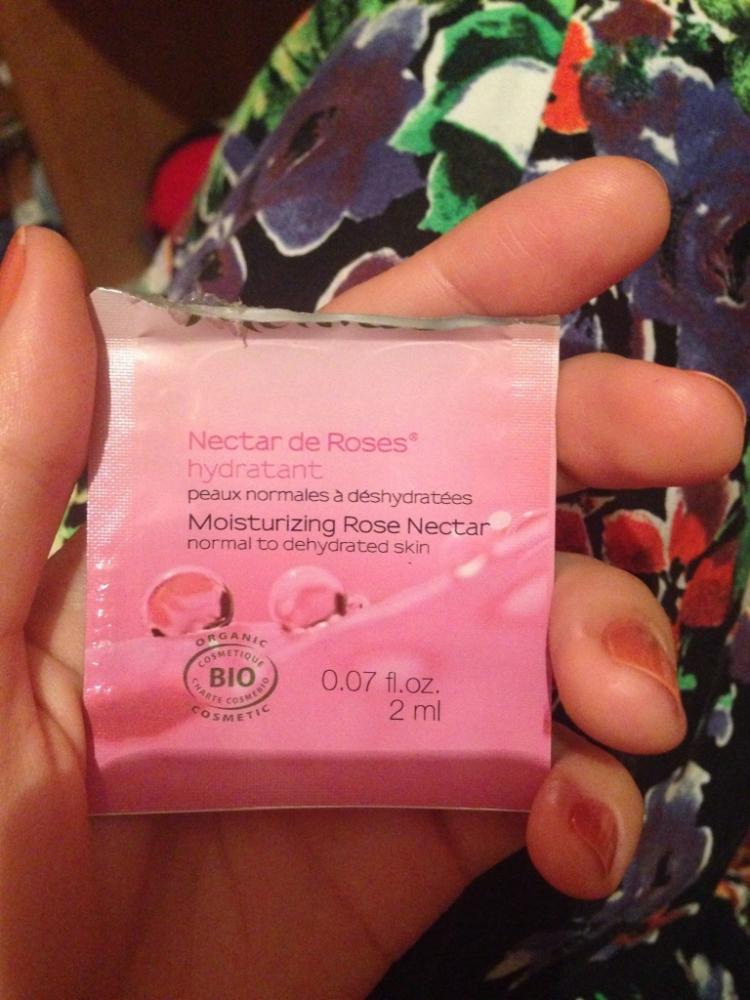 Nectar de Roses®
hydratant
peaux normales à déshydratées
Moisturizing Rose Nectar
normal to dehydrated skin
ORGANIC
COSMETIQUE
BIO
CHARTE COSMEBIO
COSMETIC
0.07 fl.oz.
2 ml